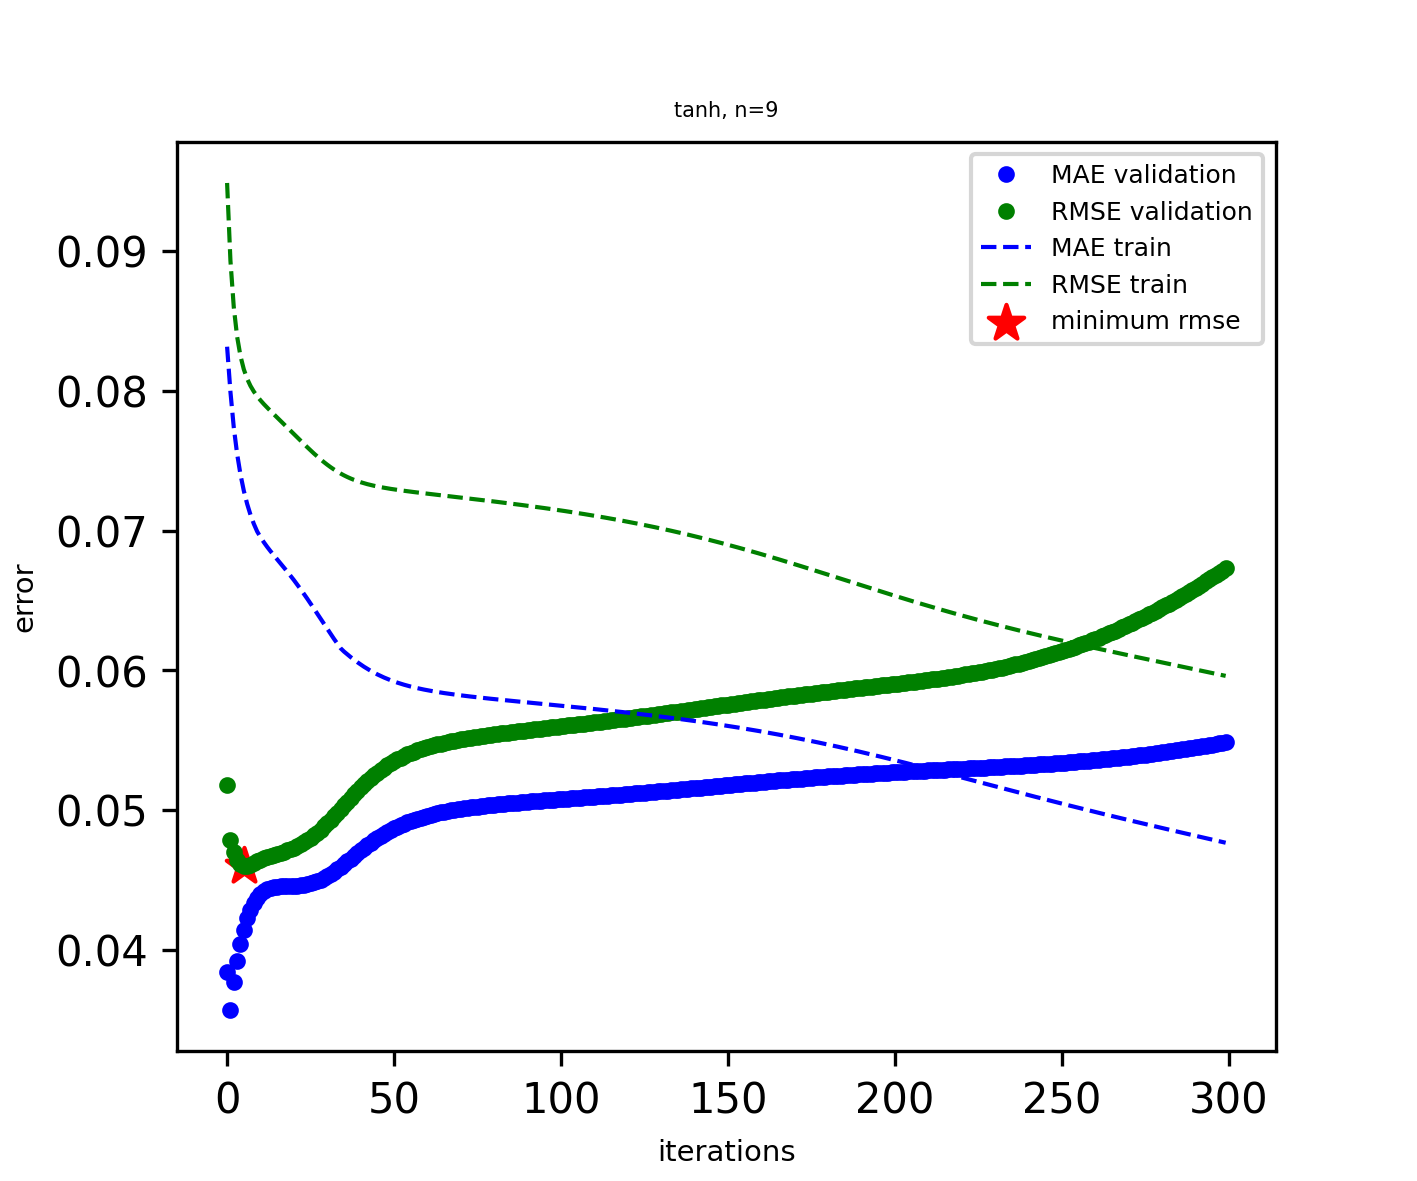 tanh, n=9
MAE validation
RMSE validation
MAE train
RMSE train
minimum rmse
error
0.09
0.08
0.07
0.06
0.05
0.04
0 50 100 150 200 250 300
iterations